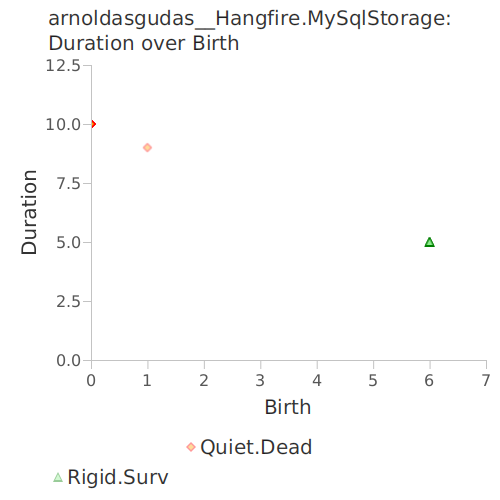 arnoldasgudas__Hangfire.MySqlStorage:
Duration over Birth
12.5
10.0
7.5
5.0
2.5
0.0
Duration
0 1 2 3 4 5 6 7
Birth
Quiet.Dead
Rigid.Surv